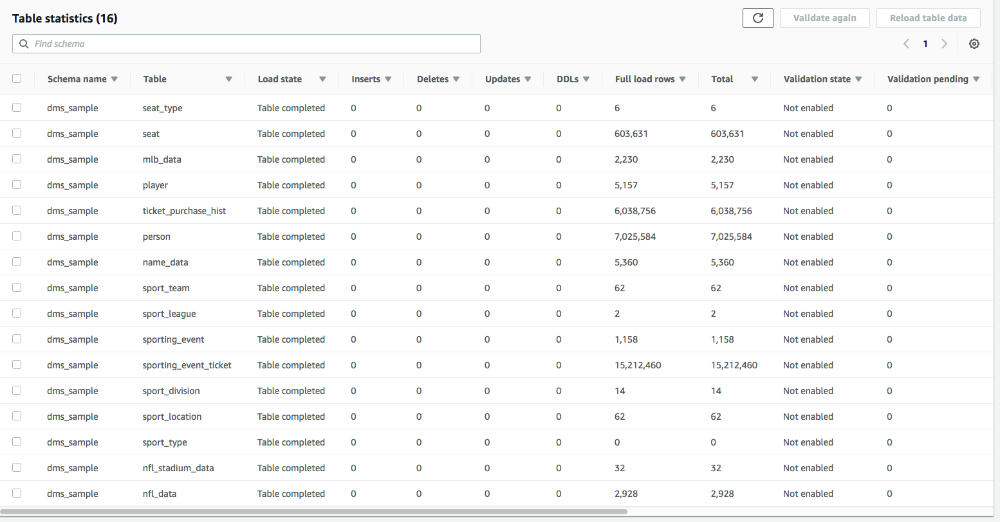 Table statistics (16)
Validate again
Reload table data
Find schema
1
Schema name Table Load state Inserts Deletes Updates DDLs Full load rows Total Validation state Validation pending
dms_sample seat_type Table completed 0 0 0 0 6 6 Not enabled 0
dms_sample seat Table completed 0 0 0 0 603,631 603,631 Not enabled 0
dms_sample mlb_data Table completed 0 0 0 0 2,230 2,230 Not enabled 0
dms_sample player Table completed 0 0 0 0 5,157 5,157 Not enabled 0
dms_sample ticket_purchase_hist Table completed 0 0 0 0 6,038,756 6,038,756 Not enabled 0
dms_sample person Table completed 0 0 0 0 7,025,584 7,025,584 Not enabled 0
dms_sample name_data Table completed 0 0 0 0 5,360 5,360 Not enabled 0
dms_sample sport_team Table completed 0 0 0 0 62 62 Not enabled 0
dms_sample sport_league Table completed 0 0 0 0 2 2 Not enabled 0
dms_sample sporting_event Table completed 0 0 0 0 1,158 1,158 Not enabled 0
dms_sample sporting_event_ticket Table completed 0 0 0 0 15,212,460 15,212,460 Not enabled 0
dms_sample sport_division Table completed 0 0 0 0 14 14 Not enabled 0
dms_sample sport_location Table completed 0 0 0 0 62 62 Not enabled 0
dms_sample sport_type Table completed 0 0 0 0 0 0 Not enabled 0
dms_sample nfl_stadium_data Table completed 0 0 0 0 32 32 Not enabled 0
dms_sample nfl_data Table completed 0 0 0 0 2,928 2,928 Not enabled 0